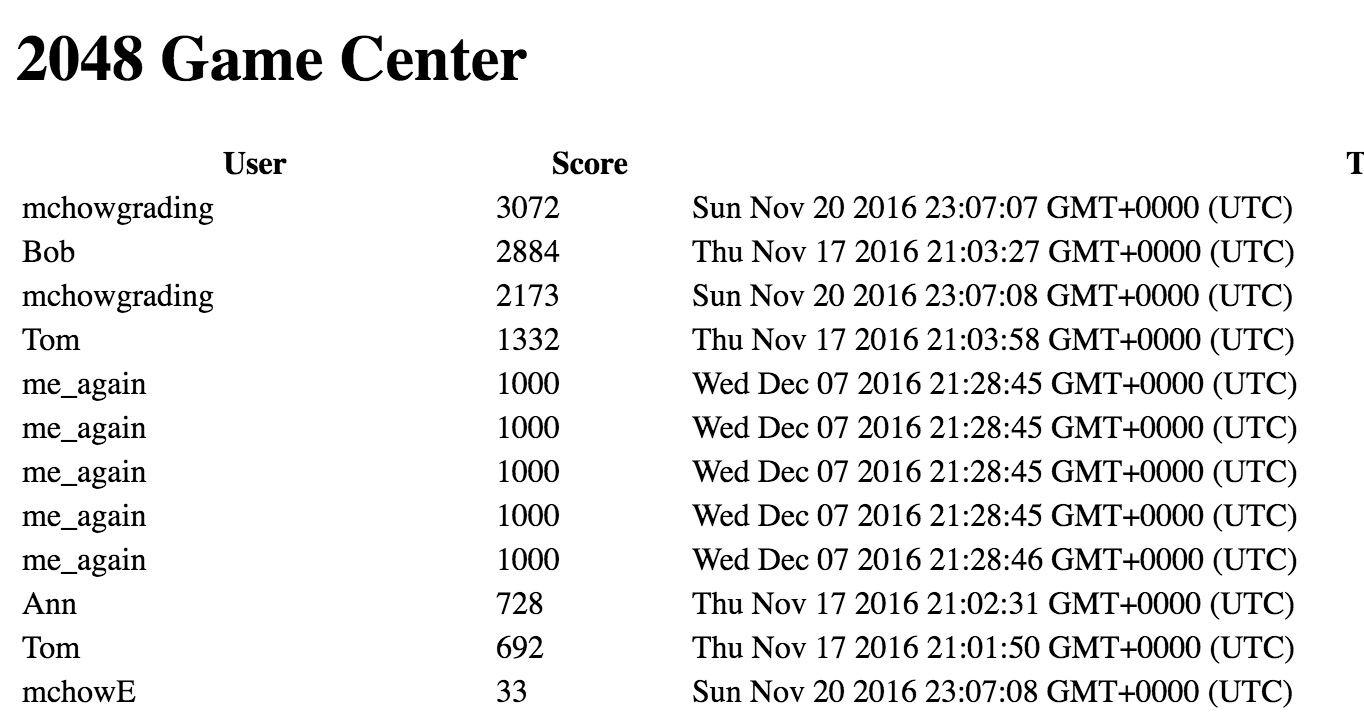 2048 Game Center
User Score T
mchowgrading 3072 Sun Nov 20 2016 23:07:07 GMT+0000 (UTC)
Bob 2884 Thu Nov 17 2016 21:03:27 GMT+0000 (UTC)
mchowgrading 2173 Sun Nov 20 2016 23:07:08 GMT+0000 (UTC)
Tom 1332 Thu Nov 17 2016 21:03:58 GMT+0000 (UTC)
me_again 1000 Wed Dec 07 2016 21:28:45 GMT+0000 (UTC)
me_again 1000 Wed Dec 07 2016 21:28:45 GMT+0000 (UTC)
me_again 1000 Wed Dec 07 2016 21:28:45 GMT+0000 (UTC)
me_again 1000 Wed Dec 07 2016 21:28:45 GMT+0000 (UTC)
me_again 1000 Wed Dec 07 2016 21:28:46 GMT+0000 (UTC)
Ann 728 Thu Nov 17 2016 21:02:31 GMT+0000 (UTC)
Tom 692 Thu Nov 17 2016 21:01:50 GMT+0000 (UTC)
mchowE 33 Sun Nov 20 2016 23:07:08 GMT+0000 (UTC)